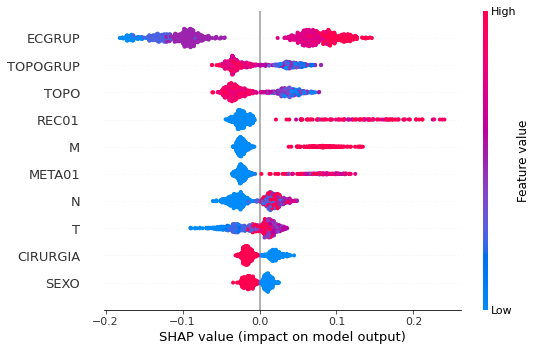 High
ECGRUP
TOPOGRUP
TOPO
REC01
M
META01
N
T
CIRURGIA
SEXO
Feature value
Low
−0.2 −0.1 0.0 0.1 0.2
SHAP value (impact on model output)